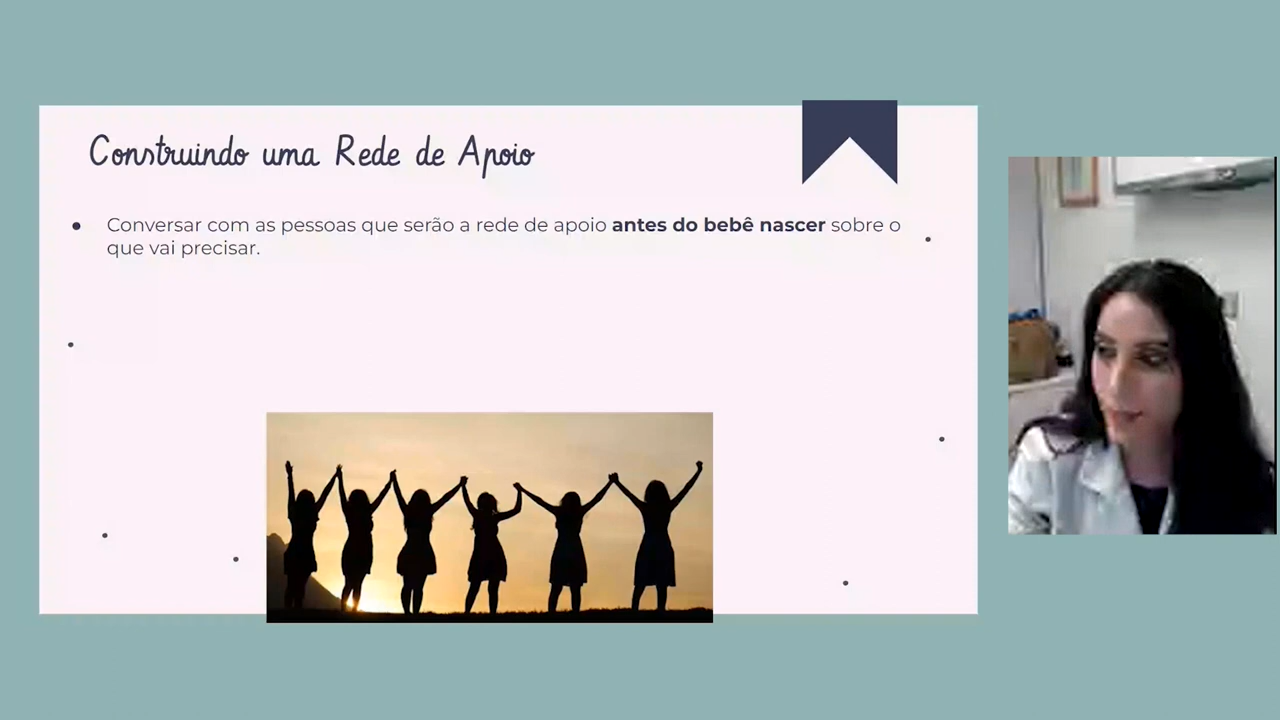 Construindo uma Rede de Apoio
Conversar com as pessoas que serão a rede de apoio antes do bebê nascer sobre o
que vai precisar.